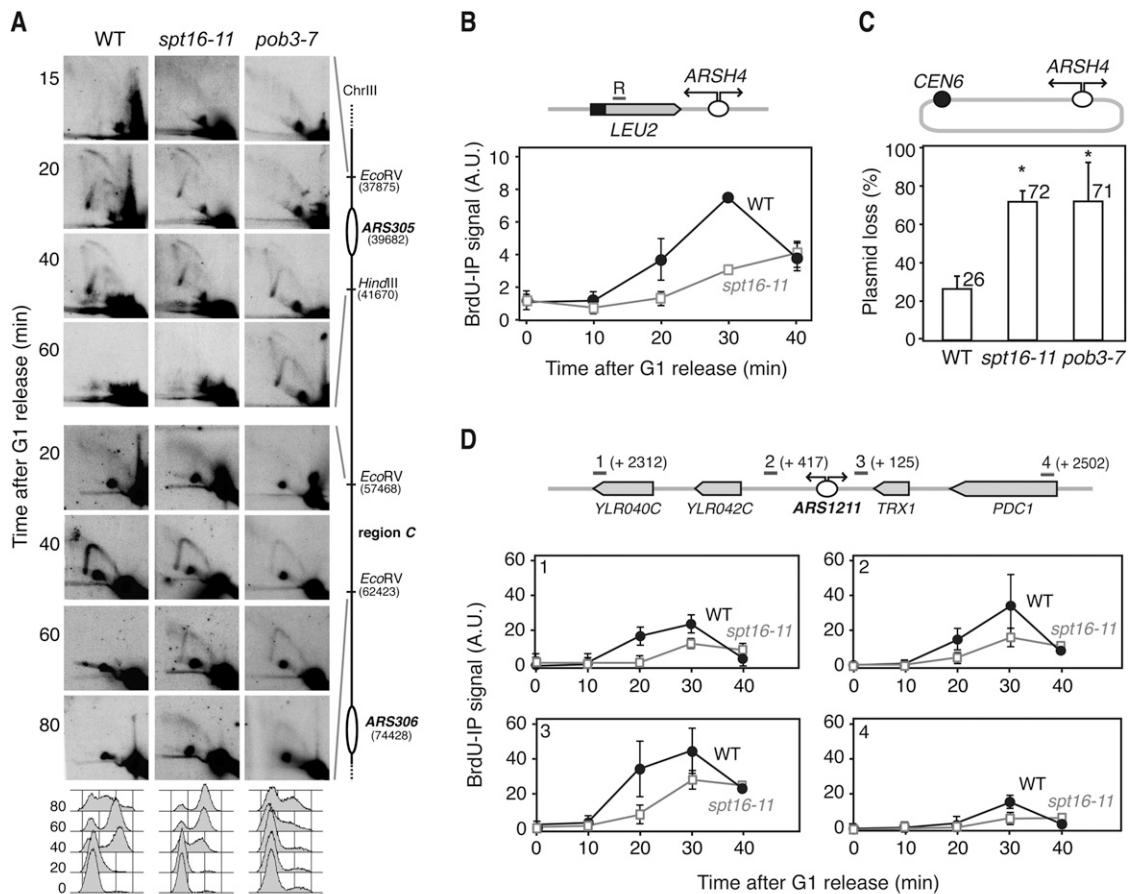 A
WT spt16-11 pob3-7
Time after G1 release (min)
15
20
40
60
ChrIII
EcoRV
(37875)
ARS305
(39682)
HindIII
(41670)
Time after G1 release (min)
20
40
60
80
EcoRV
(57468)
region C
EcoRV
(62423)
ARS306
(74428)
80
60
40
20
0
B
ARSH4
R
LEU2
BrdU-IP signal (A.U.)
10
8
6
4
2
0
WT
spt16-11
0 10 20 30 40
Time after G1 release (min)
C
CEN6
ARSH4
Plasmid loss (%)
100
80
60
40
20
0
26
*
72
*
71
WT spt16-11 pob3-7
D
1 (+ 2312)
2 (+ 417)
3 (+ 125)
4 (+ 2502)
YLR040C YLR042C ARS1211 TRX1 PDC1
BrdU-IP signal (A.U.)
1
60
40
20
0
WT
spt16-11
0 10 20 30 40
2
60
40
20
0
WT
spt16-11
0 10 20 30 40
3
60
40
20
0
WT
spt16-11
0 10 20 30 40
4
60
40
20
0
WT
spt16-11
0 10 20 30 40
Time after G1 release (min)